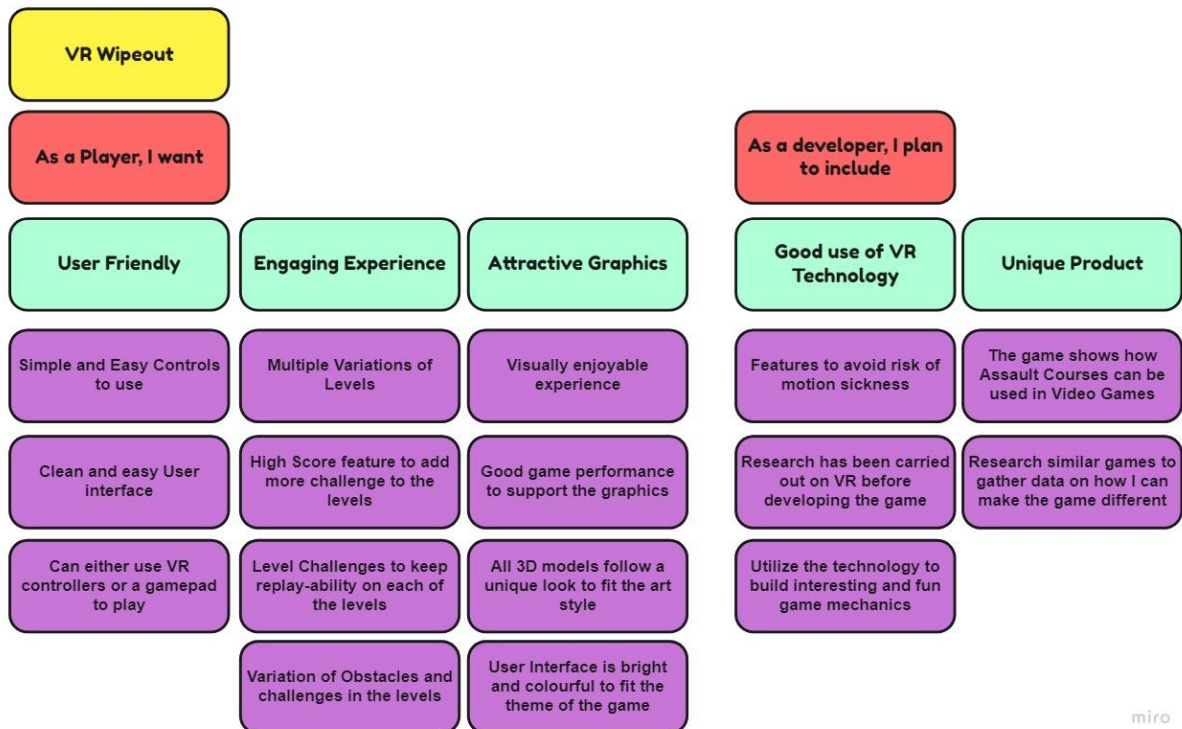 VR Wipeout
As a Player, I want
As a developer, I plan
to include
User Friendly
Engaging Experience
Attractive Graphics
Good use of VR
Technology
Unique Product
Simple and Easy Controls
to use
Multiple Variations of
Levels
Visually enjoyable
experience
Features to avoid risk of
motion sickness
The game shows how
Assault Courses can be
used in Video Games
Clean and easy User
interface
High Score feature to add
more challenge to the
levels
Good game performance
to support the graphics
Research has been carried
out on VR before
developing the game
Research similar games to
gather data on how I can
make the game different
Can either use VR
controllers or a gamepad
to play
Level Challenges to keep
replay-ability on each of
the levels
All 3D models follow a
unique look to fit the art
style
Utilize the technology to
build interesting and fun
game mechanics
Variation of Obstacles and
challenges in the levels
User Interface is bright
and colourful to fit the
theme of the game
miro